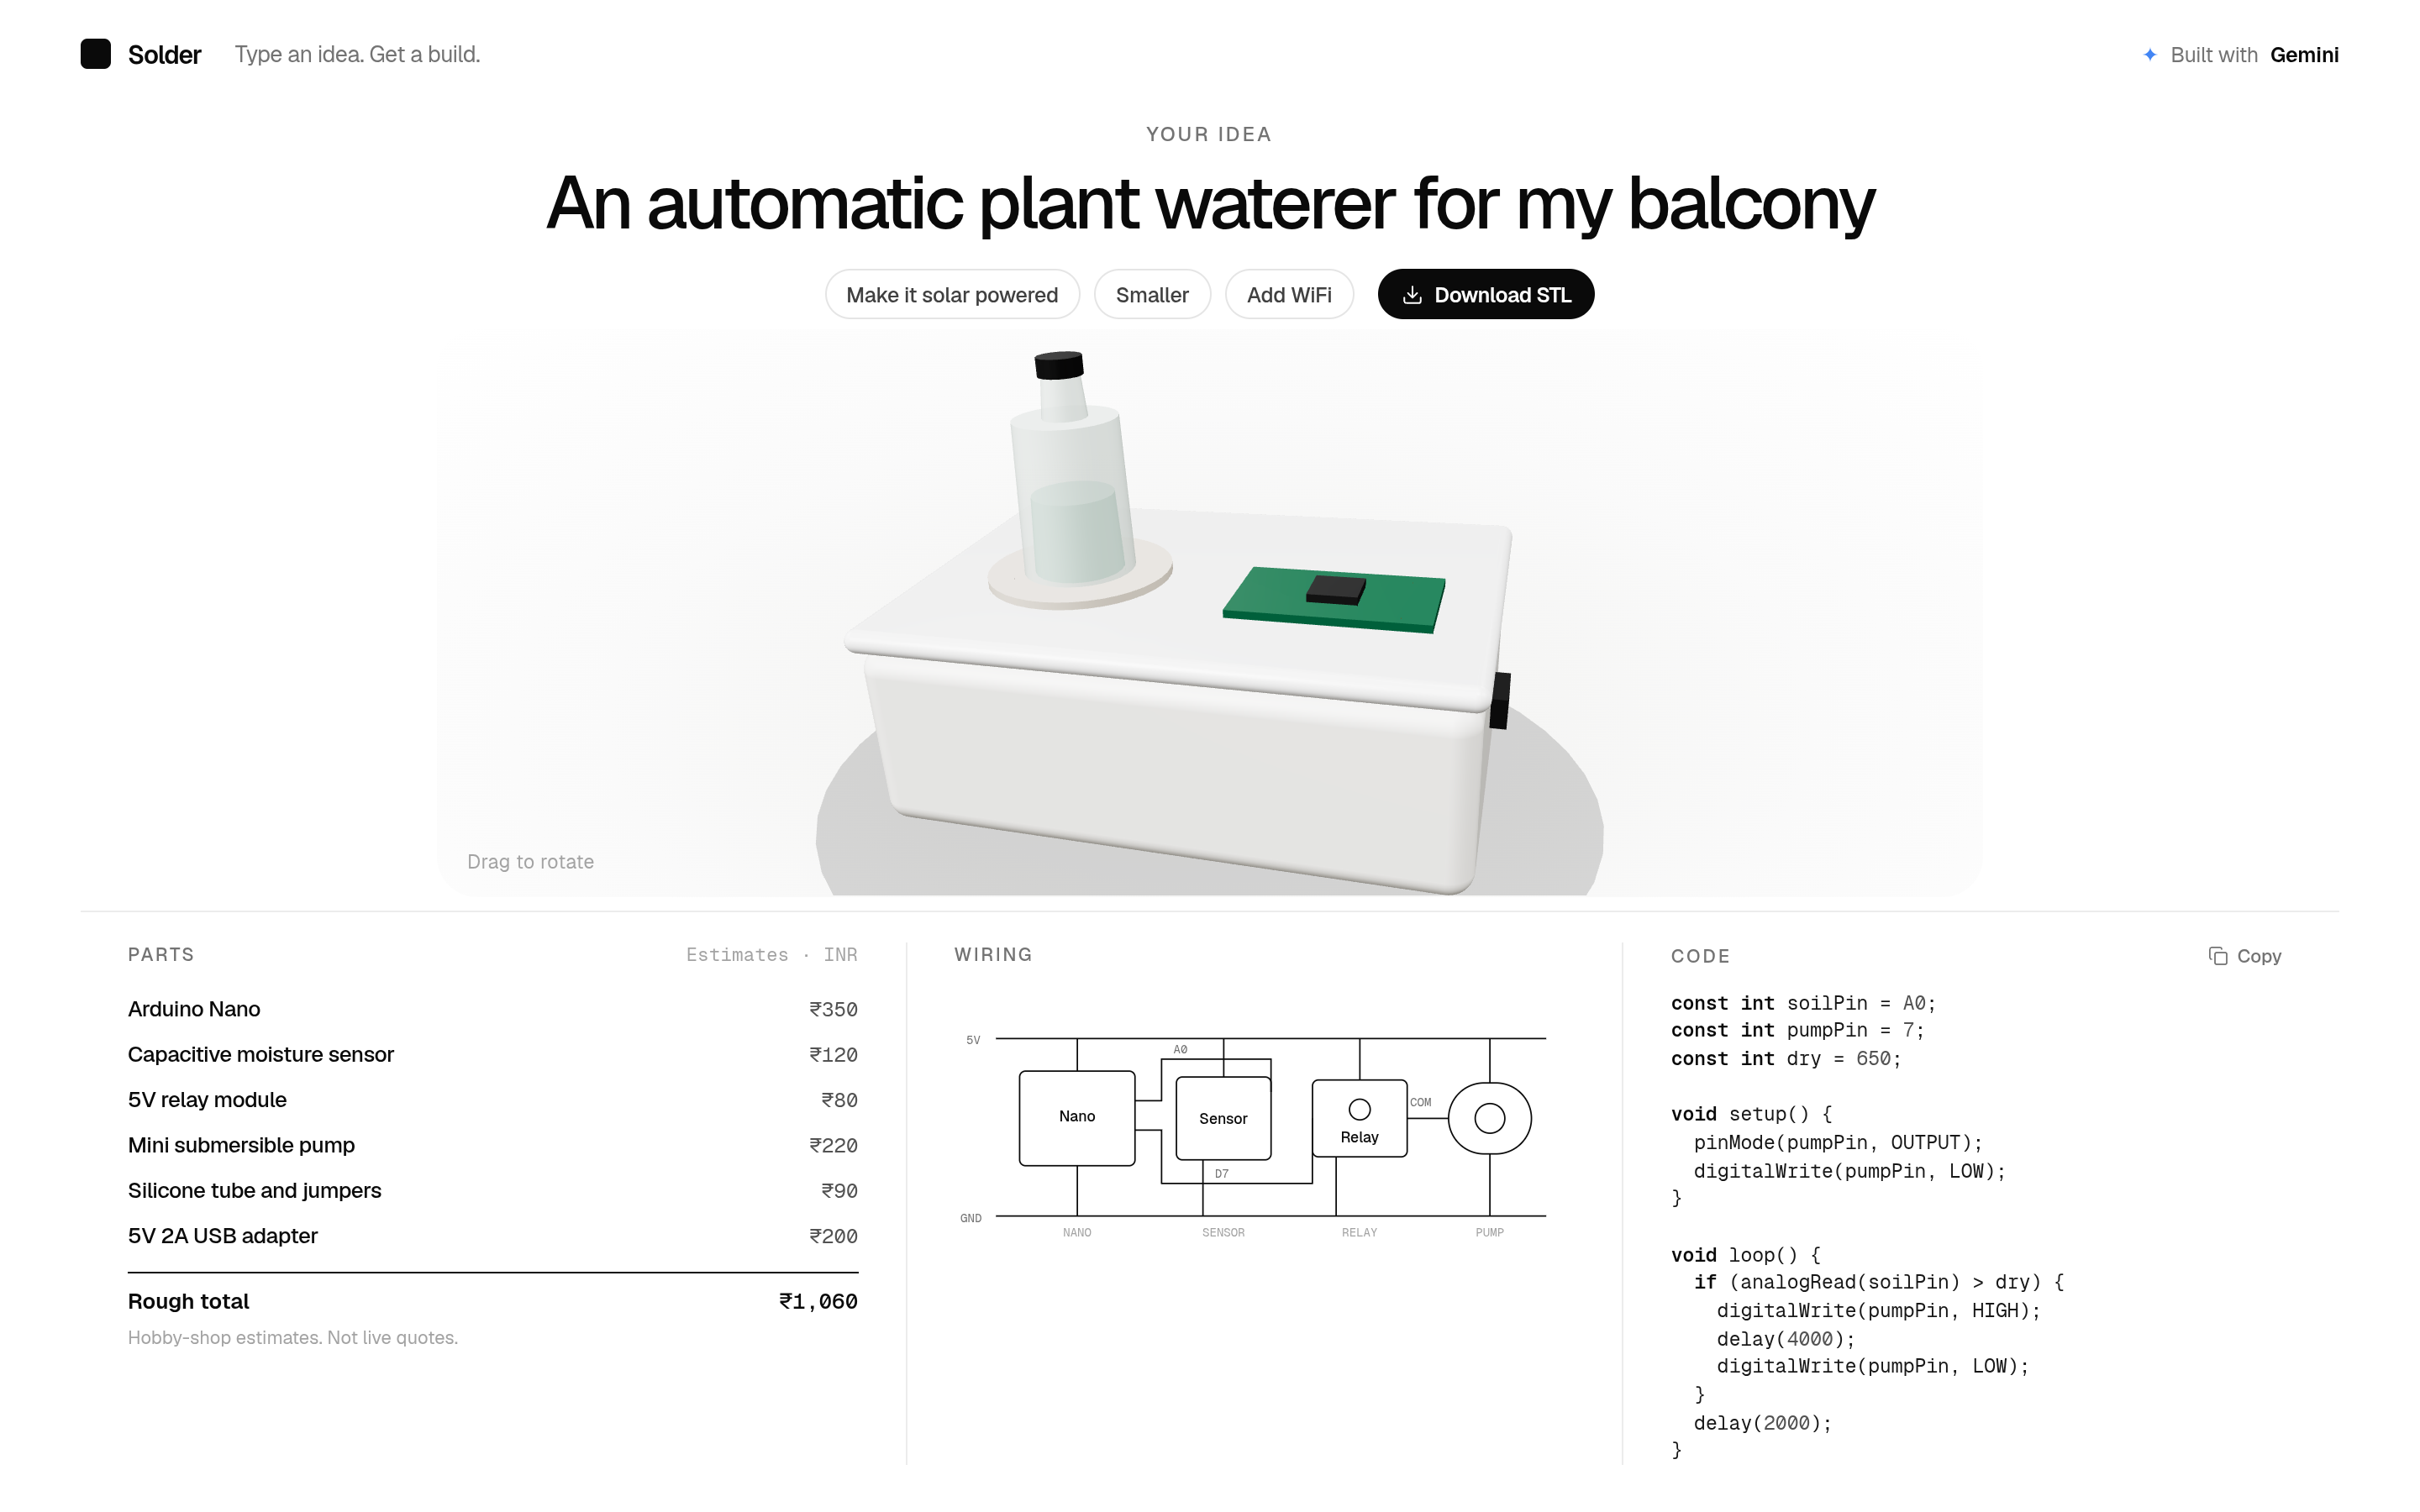 Solder Type an idea. Get a build.
Built with Gemini
YOUR IDEA
An automatic plant waterer for my balcony
Make it solar powered
Smaller
Add WiFi
Download STL
Drag to rotate
PARTS Estimates · INR
Arduino Nano ₹350
Capacitive moisture sensor ₹120
5V relay module ₹80
Mini submersible pump ₹220
Silicone tube and jumpers ₹90
5V 2A USB adapter ₹200
Rough total ₹1,060
Hobby-shop estimates. Not live quotes.
WIRING
5V
A0
Nano
Sensor
Relay
COM
D7
GND
NANO SENSOR RELAY PUMP
CODE Copy
const int soilPin = A0;
const int pumpPin = 7;
const int dry = 650;
void setup() {
  pinMode(pumpPin, OUTPUT);
  digitalWrite(pumpPin, LOW);
}
void loop() {
  if (analogRead(soilPin) > dry) {
    digitalWrite(pumpPin, HIGH);
    delay(4000);
    digitalWrite(pumpPin, LOW);
  }
  delay(2000);
}